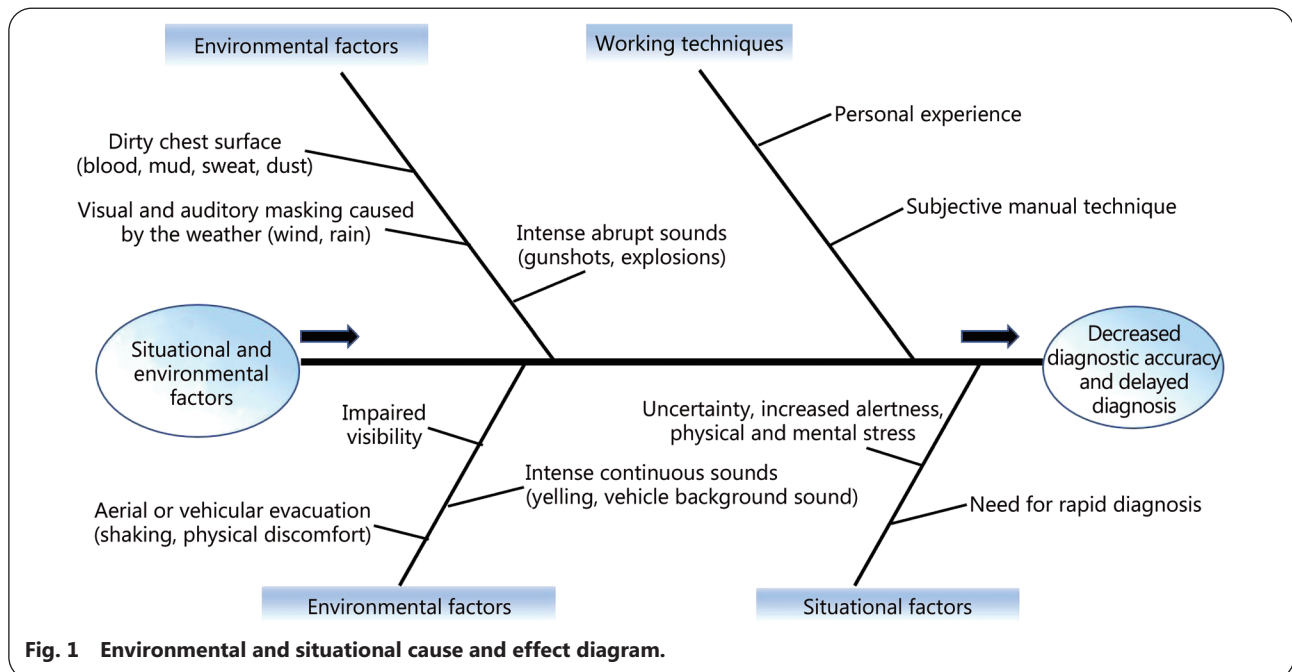 Environmental factors
Working techniques
Personal experience
Dirty chest surface
(blood, mud, sweat, dust)
Subjective manual technique
Visual and auditory masking caused
by the weather (wind, rain)
Intense abrupt sounds
(gunshots, explosions)
Situational and
environmental
factors
Decreased
diagnostic accuracy
and delayed
diagnosis
Impaired
visibility
Uncertainty, increased alertness,
physical and mental stress
Intense continuous sounds
(yelling, vehicle background sound)
Aerial or vehicular evacuation
(shaking, physical discomfort)
Need for rapid diagnosis
Environmental factors
Situational factors
Fig. 1 Environmental and situational cause and effect diagram.